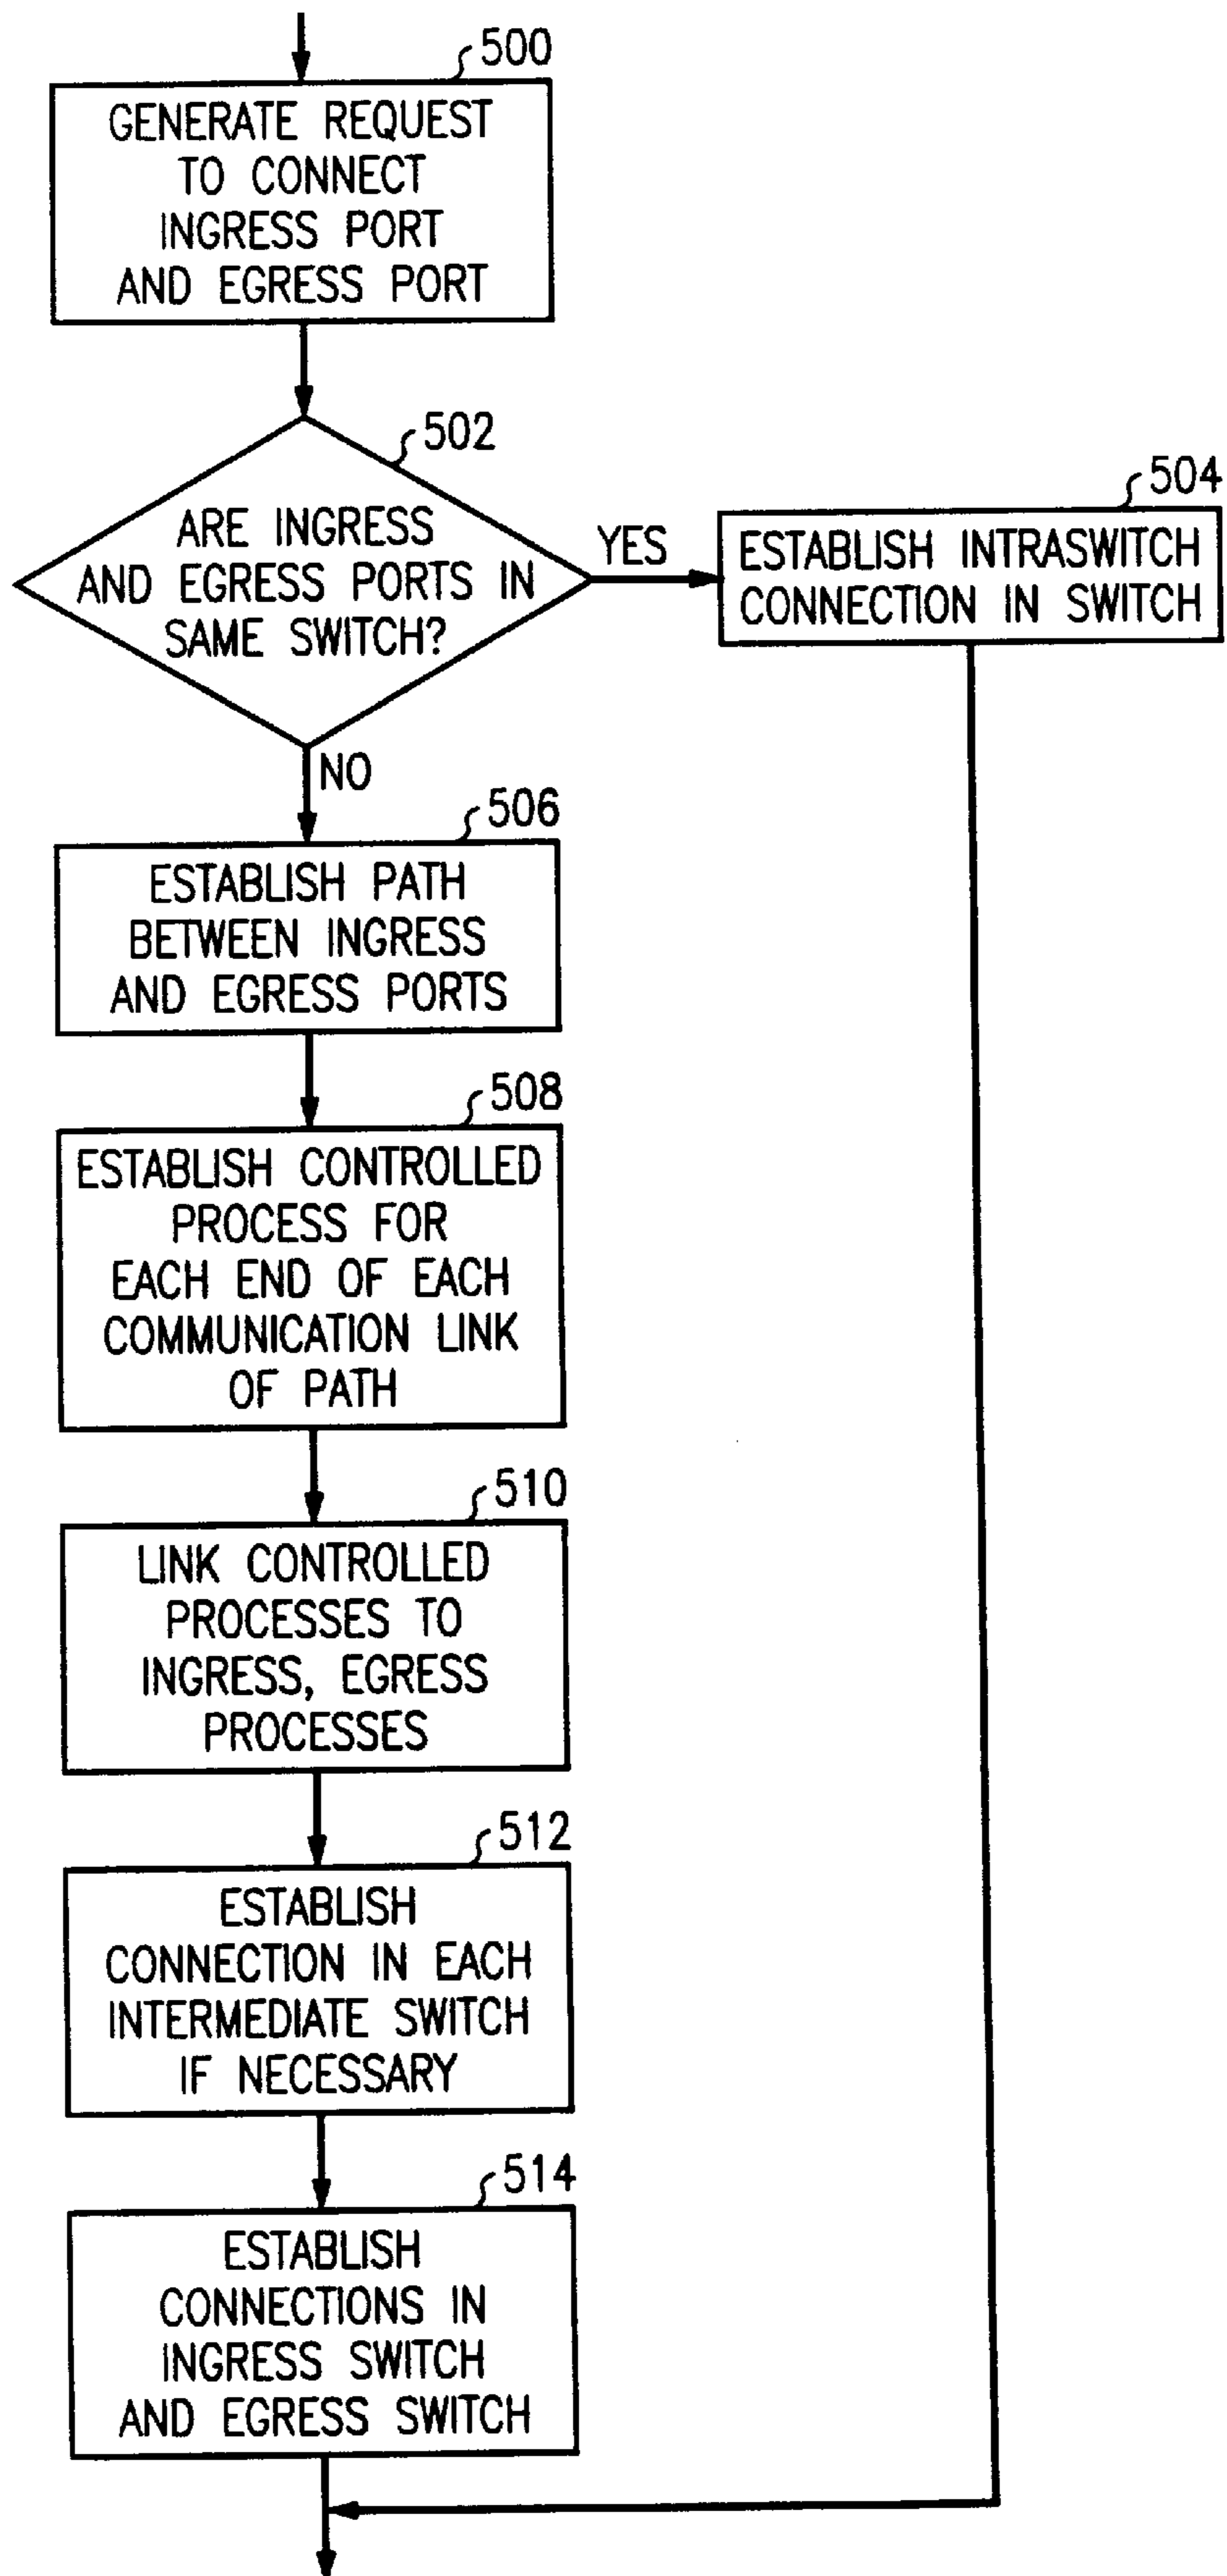 500
GENERATE REQUEST
TO CONNECT
INGRESS PORT
AND EGRESS PORT
502
ARE INGRESS
AND EGRESS PORTS IN
SAME SWITCH?
YES
504
ESTABLISH INTRASWITCH
CONNECTION IN SWITCH
NO
506
ESTABLISH PATH
BETWEEN INGRESS
AND EGRESS PORTS
508
ESTABLISH CONTROLLED
PROCESS FOR
EACH END OF EACH
COMMUNICATION LINK
OF PATH
510
LINK CONTROLLED
PROCESSES TO
INGRESS, EGRESS
PROCESSES
512
ESTABLISH
CONNECTION IN EACH
INTERMEDIATE SWITCH
IF NECESSARY
514
ESTABLISH
CONNECTIONS IN
INGRESS SWITCH
AND EGRESS SWITCH